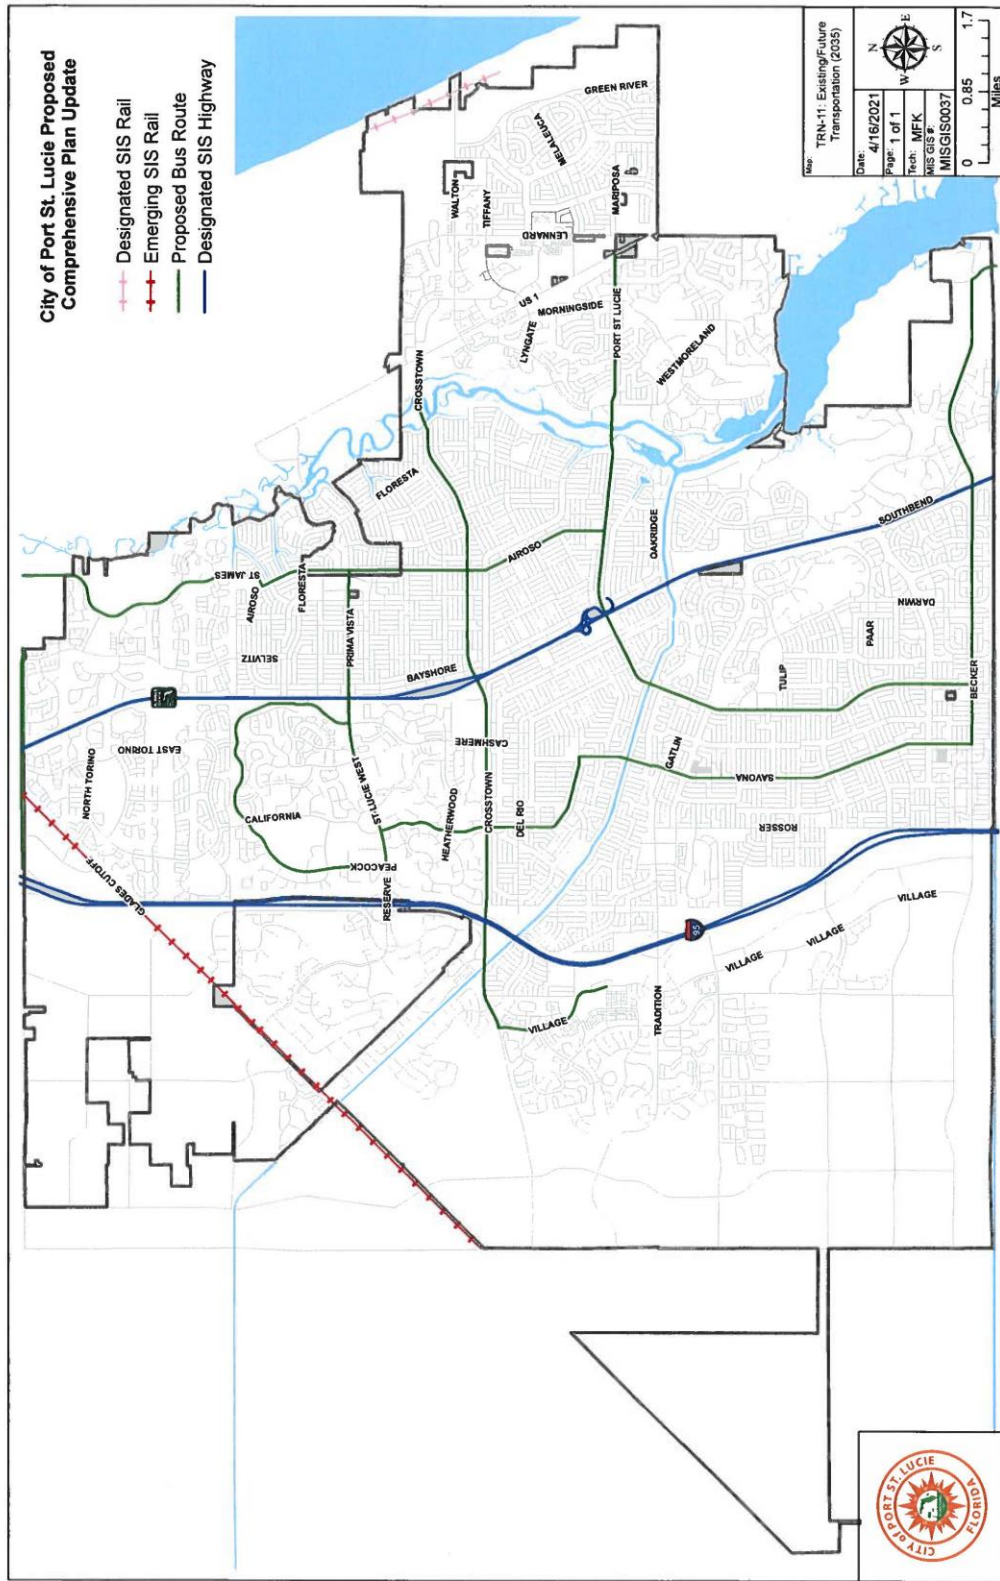 City of Port St. Lucie Proposed
Comprehensive Plan Update
Designated SIS Rail
Emerging SIS Rail
Proposed Bus Route
Designated SIS Highway
GREEN RIVER
MELALEUCA
WALTON
TIFFANY
LENNARD
MARIPOSA
US 1
LYNGATE
MORNINGSIDE
PORT ST LUCIE
WESTMORELAND
CROSSTOWN
FLORESTA
AIROSO
OAKRIDGE
SOUTHBEND
ST JAMES
AIROSO
FLORESTA
SELVITZ
PRIMA VISTA
BAYSHORE
DARWIN
PAAR
TULIP
BECKER
NORTH TORINO
EAST TORINO
CASHMERE
GATLIN
SAVONA
CALIFORNIA
ST LUCIE WEST
HEATHERWOOD
CROSSTOWN
DEL RIO
ROSSER
PEACOCK
RESERVE
GLADES CUTOFF
95
VILLAGE
VILLAGE
VILLAGE
VILLAGE
TRADITION
Map:
TRN-11: Existing/Future
Transportation (2035)
Date:
4/16/2021
Page:
1 of 1
Tech:
MFK
MIS GIS #:
MISGIS0037
N
E
S
W
0
0.85
1.7
Miles
CITY of PORT ST. LUCIE
FLORIDA